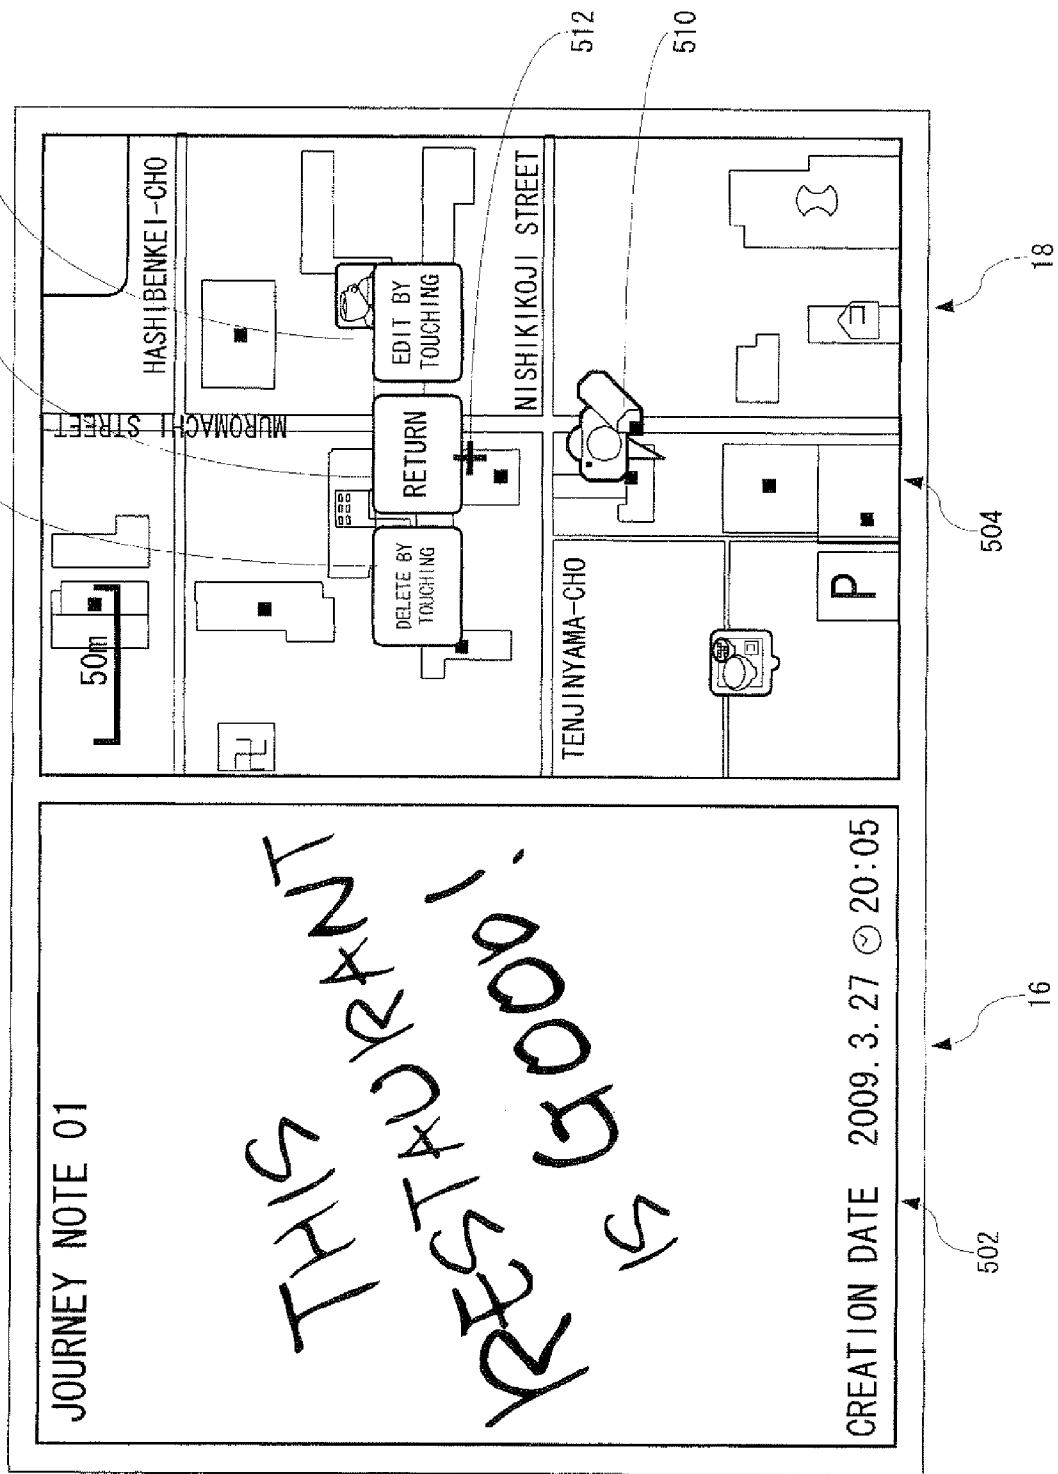 JOURNEY NOTE 01
THIS
RESTAURANT
IS GOOD!
CREATION DATE 2009.3.27 20:05
50m
HASHIBENKEI-CHO
MUROMACHI STREET
DELETE BY
TOUCHING
RETURN
EDIT BY
TOUCHING
NISHIKIKOJI STREET
TENJINYAMA-CHO
P
512
510
502
16
504
18